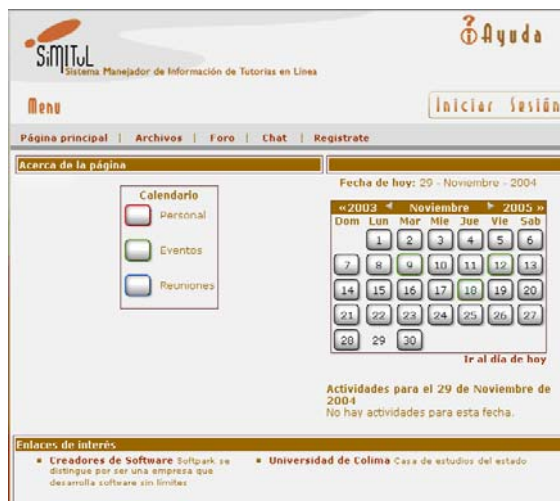 Ayuda
SiMITuL
Sistema Manejador de Información de Tutorias en Línea
Menu
Iniciar Sesión
Página principal | Archivos | Foro | Chat | Registrate
Acerca de la página
Calendario
Personal
Eventos
Reuniones
Fecha de hoy: 29 - Noviembre - 2004
«2003 Noviembre 2005»
Dom Lun Mar Mie Jue Vie Sab
1 2 3 4 5 6
7 8 9 10 11 12 13
14 15 16 17 18 19 20
21 22 23 24 25 26 27
28 29 30
Ir al día de hoy
Actividades para el 29 de Noviembre de
2004
No hay actividades para esta fecha.
Enlaces de interés
Creadores de Software Softpark se
distingue por ser una empresa que
desarrolla software sin límites
Universidad de Colima Casa de estudios del estado